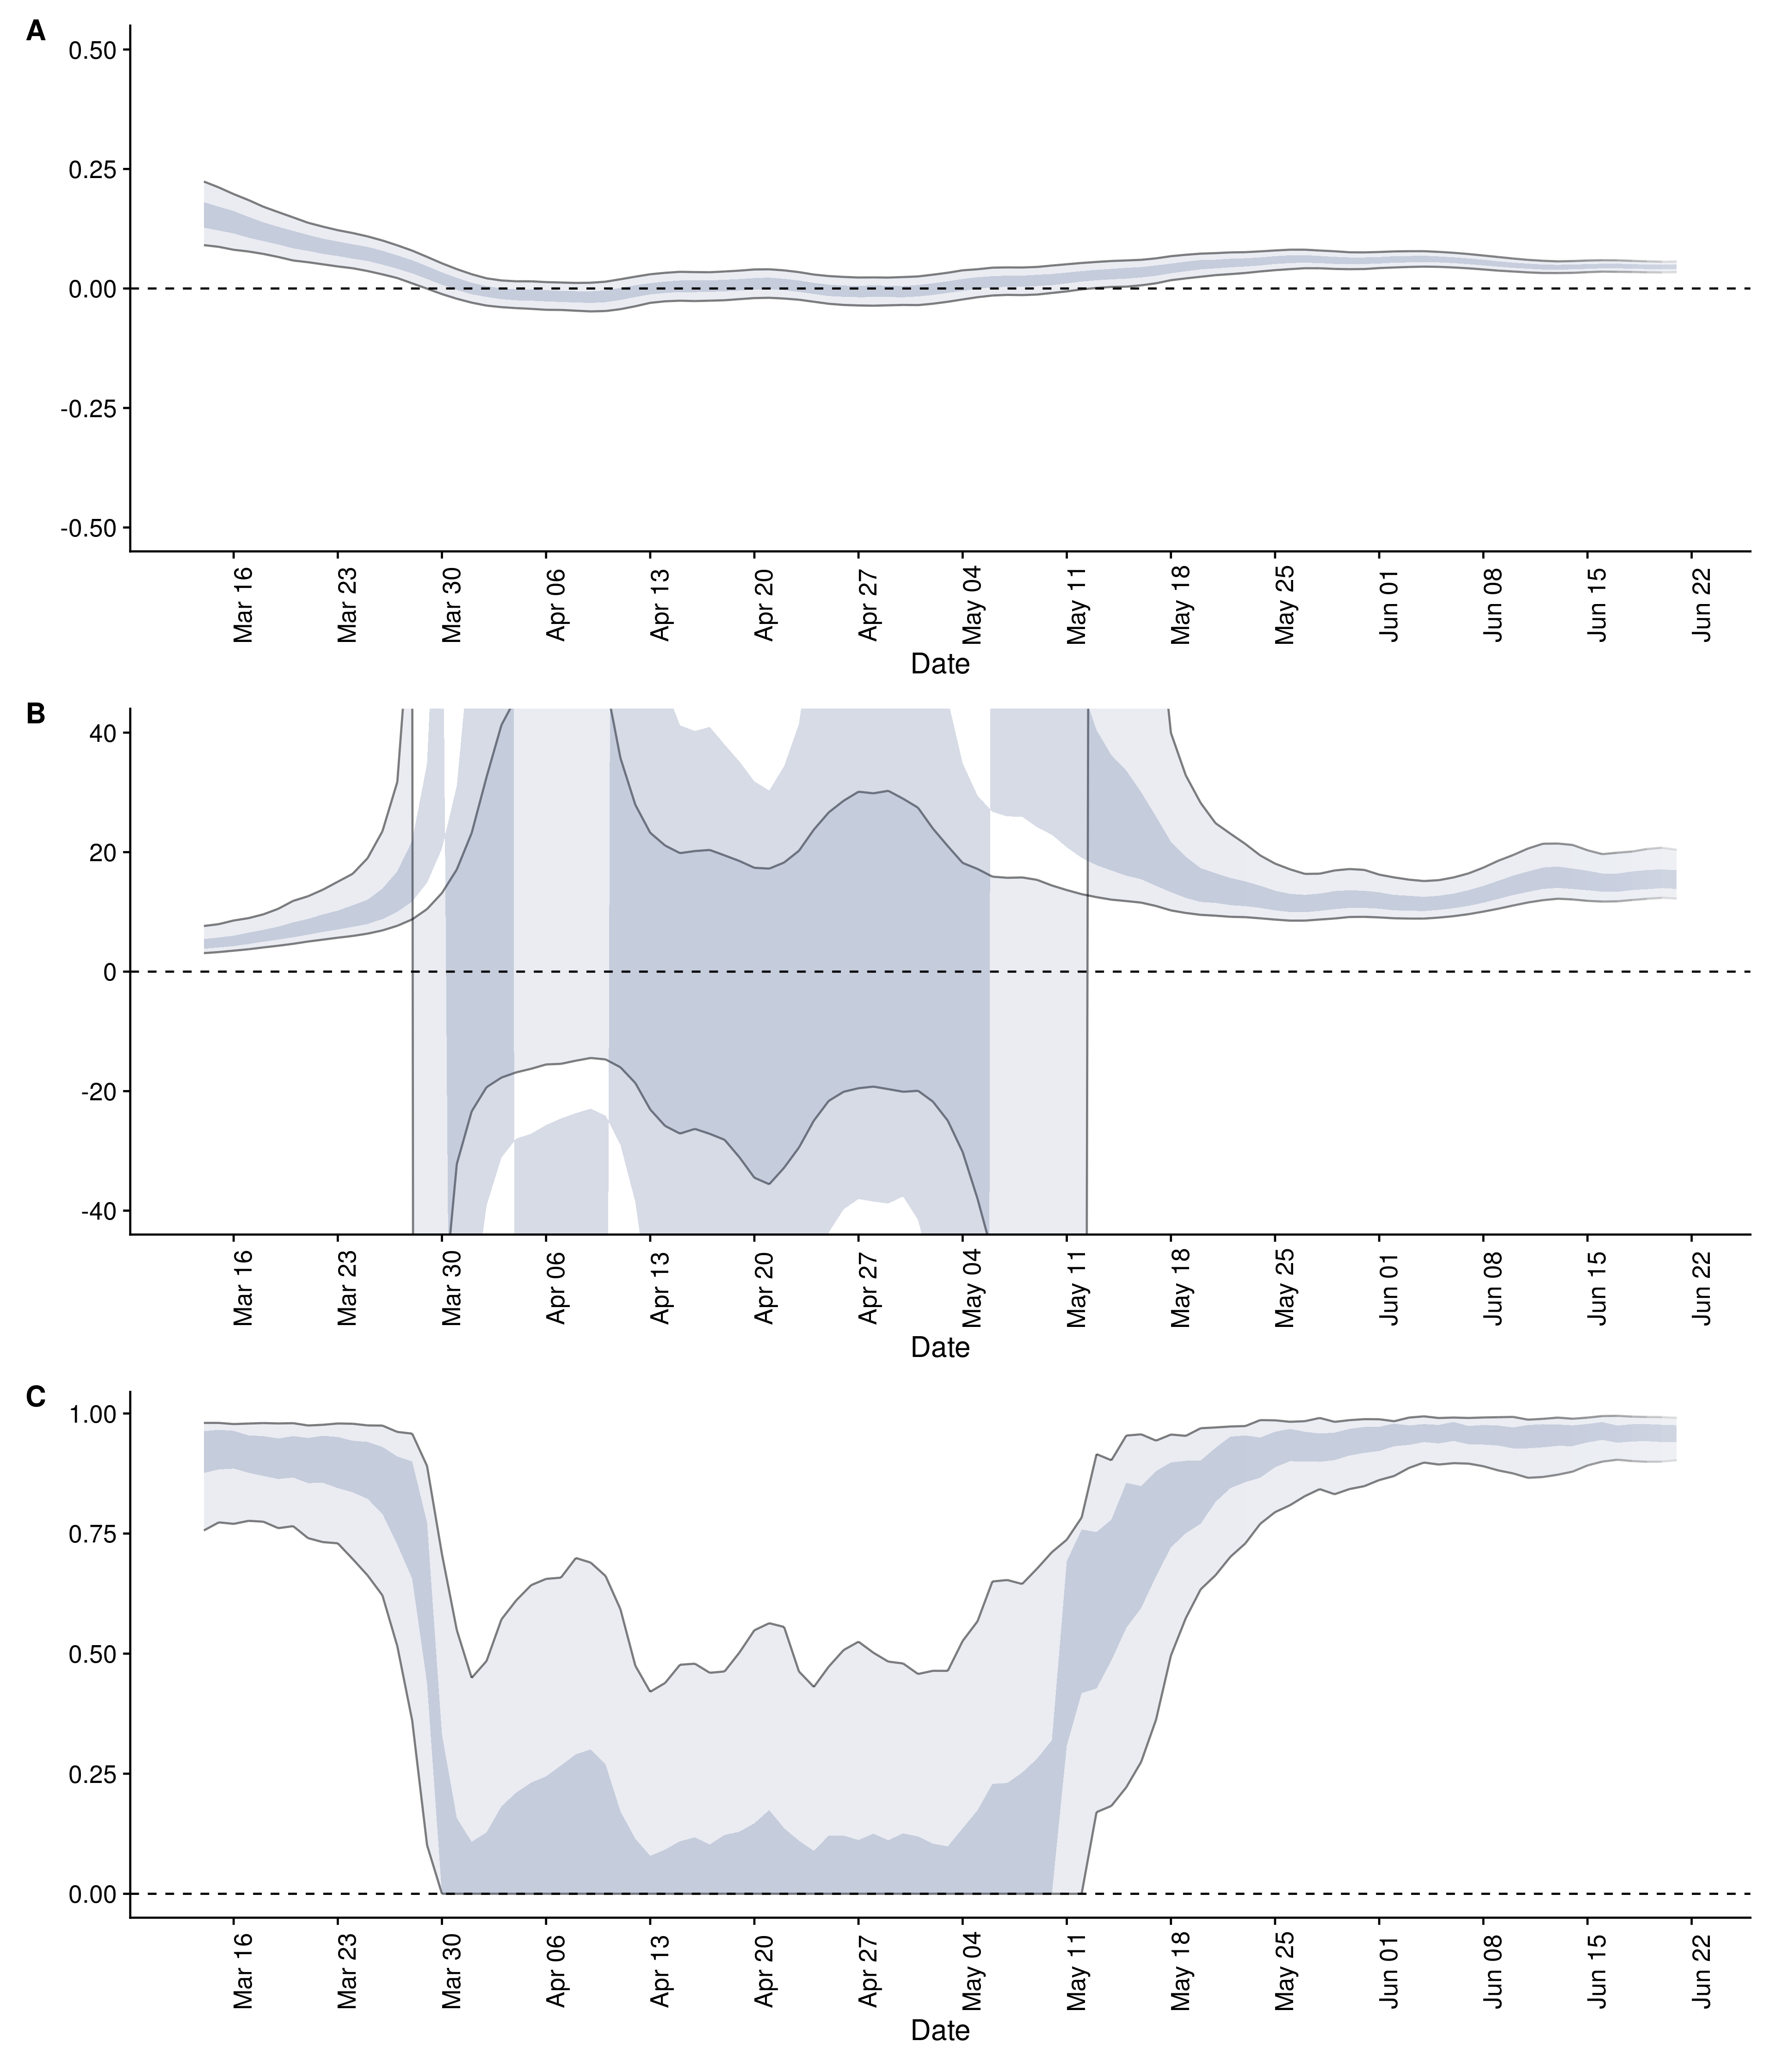 A
0.50
0.25
0.00
-0.25
-0.50
Mar 16
Mar 23
Mar 30
Apr 06
Apr 13
Apr 20
Apr 27
May 04
May 11
May 18
May 25
Jun 01
Jun 08
Jun 15
Jun 22
Date
B
40
20
0
-20
-40
Mar 16
Mar 23
Mar 30
Apr 06
Apr 13
Apr 20
Apr 27
May 04
May 11
May 18
May 25
Jun 01
Jun 08
Jun 15
Jun 22
Date
C
1.00
0.75
0.50
0.25
0.00
Mar 16
Mar 23
Mar 30
Apr 06
Apr 13
Apr 20
Apr 27
May 04
May 11
May 18
May 25
Jun 01
Jun 08
Jun 15
Jun 22
Date